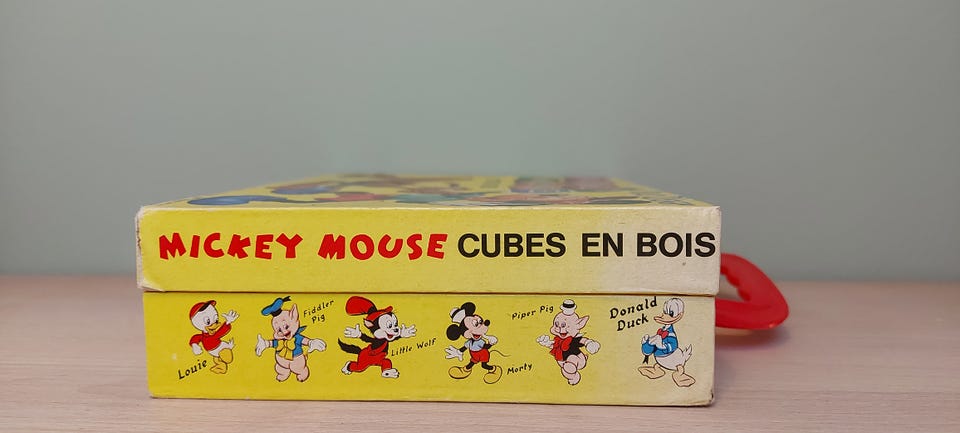 MICKEY MOUSE CUBES EN BOIS
Louie
Fiddler
Pig
Little Wolf
Morty
Piper Pig
Donald
Duck